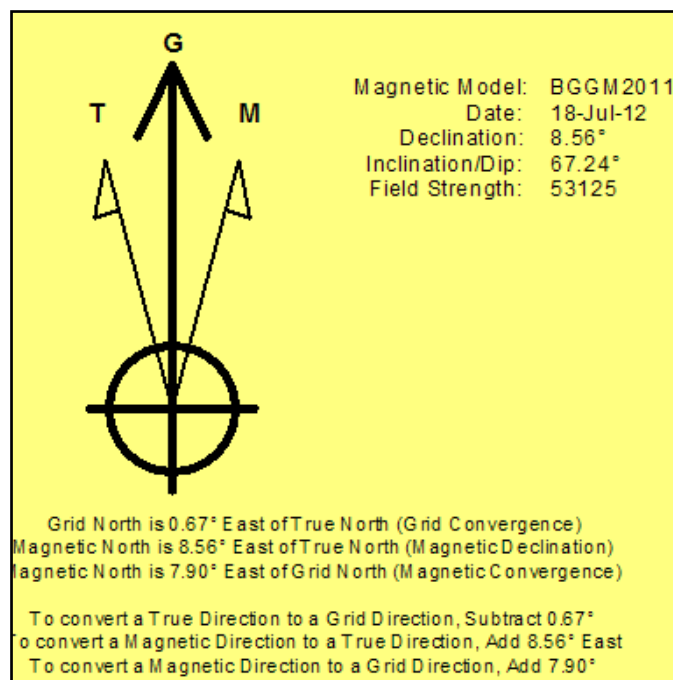 G
T
M
Magnetic Model: BGGM2011
Date: 18-Jul-12
Declination: 8.56°
Inclination/Dip: 67.24°
Field Strength: 53125
Grid North is 0.67° East of True North (Grid Convergence)
Magnetic North is 8.56° East of True North (Magnetic Declination)
Magnetic North is 7.90° East of Grid North (Magnetic Convergence)
To convert a True Direction to a Grid Direction, Subtract 0.67°
To convert a Magnetic Direction to a True Direction, Add 8.56° East
To convert a Magnetic Direction to a Grid Direction, Add 7.90°